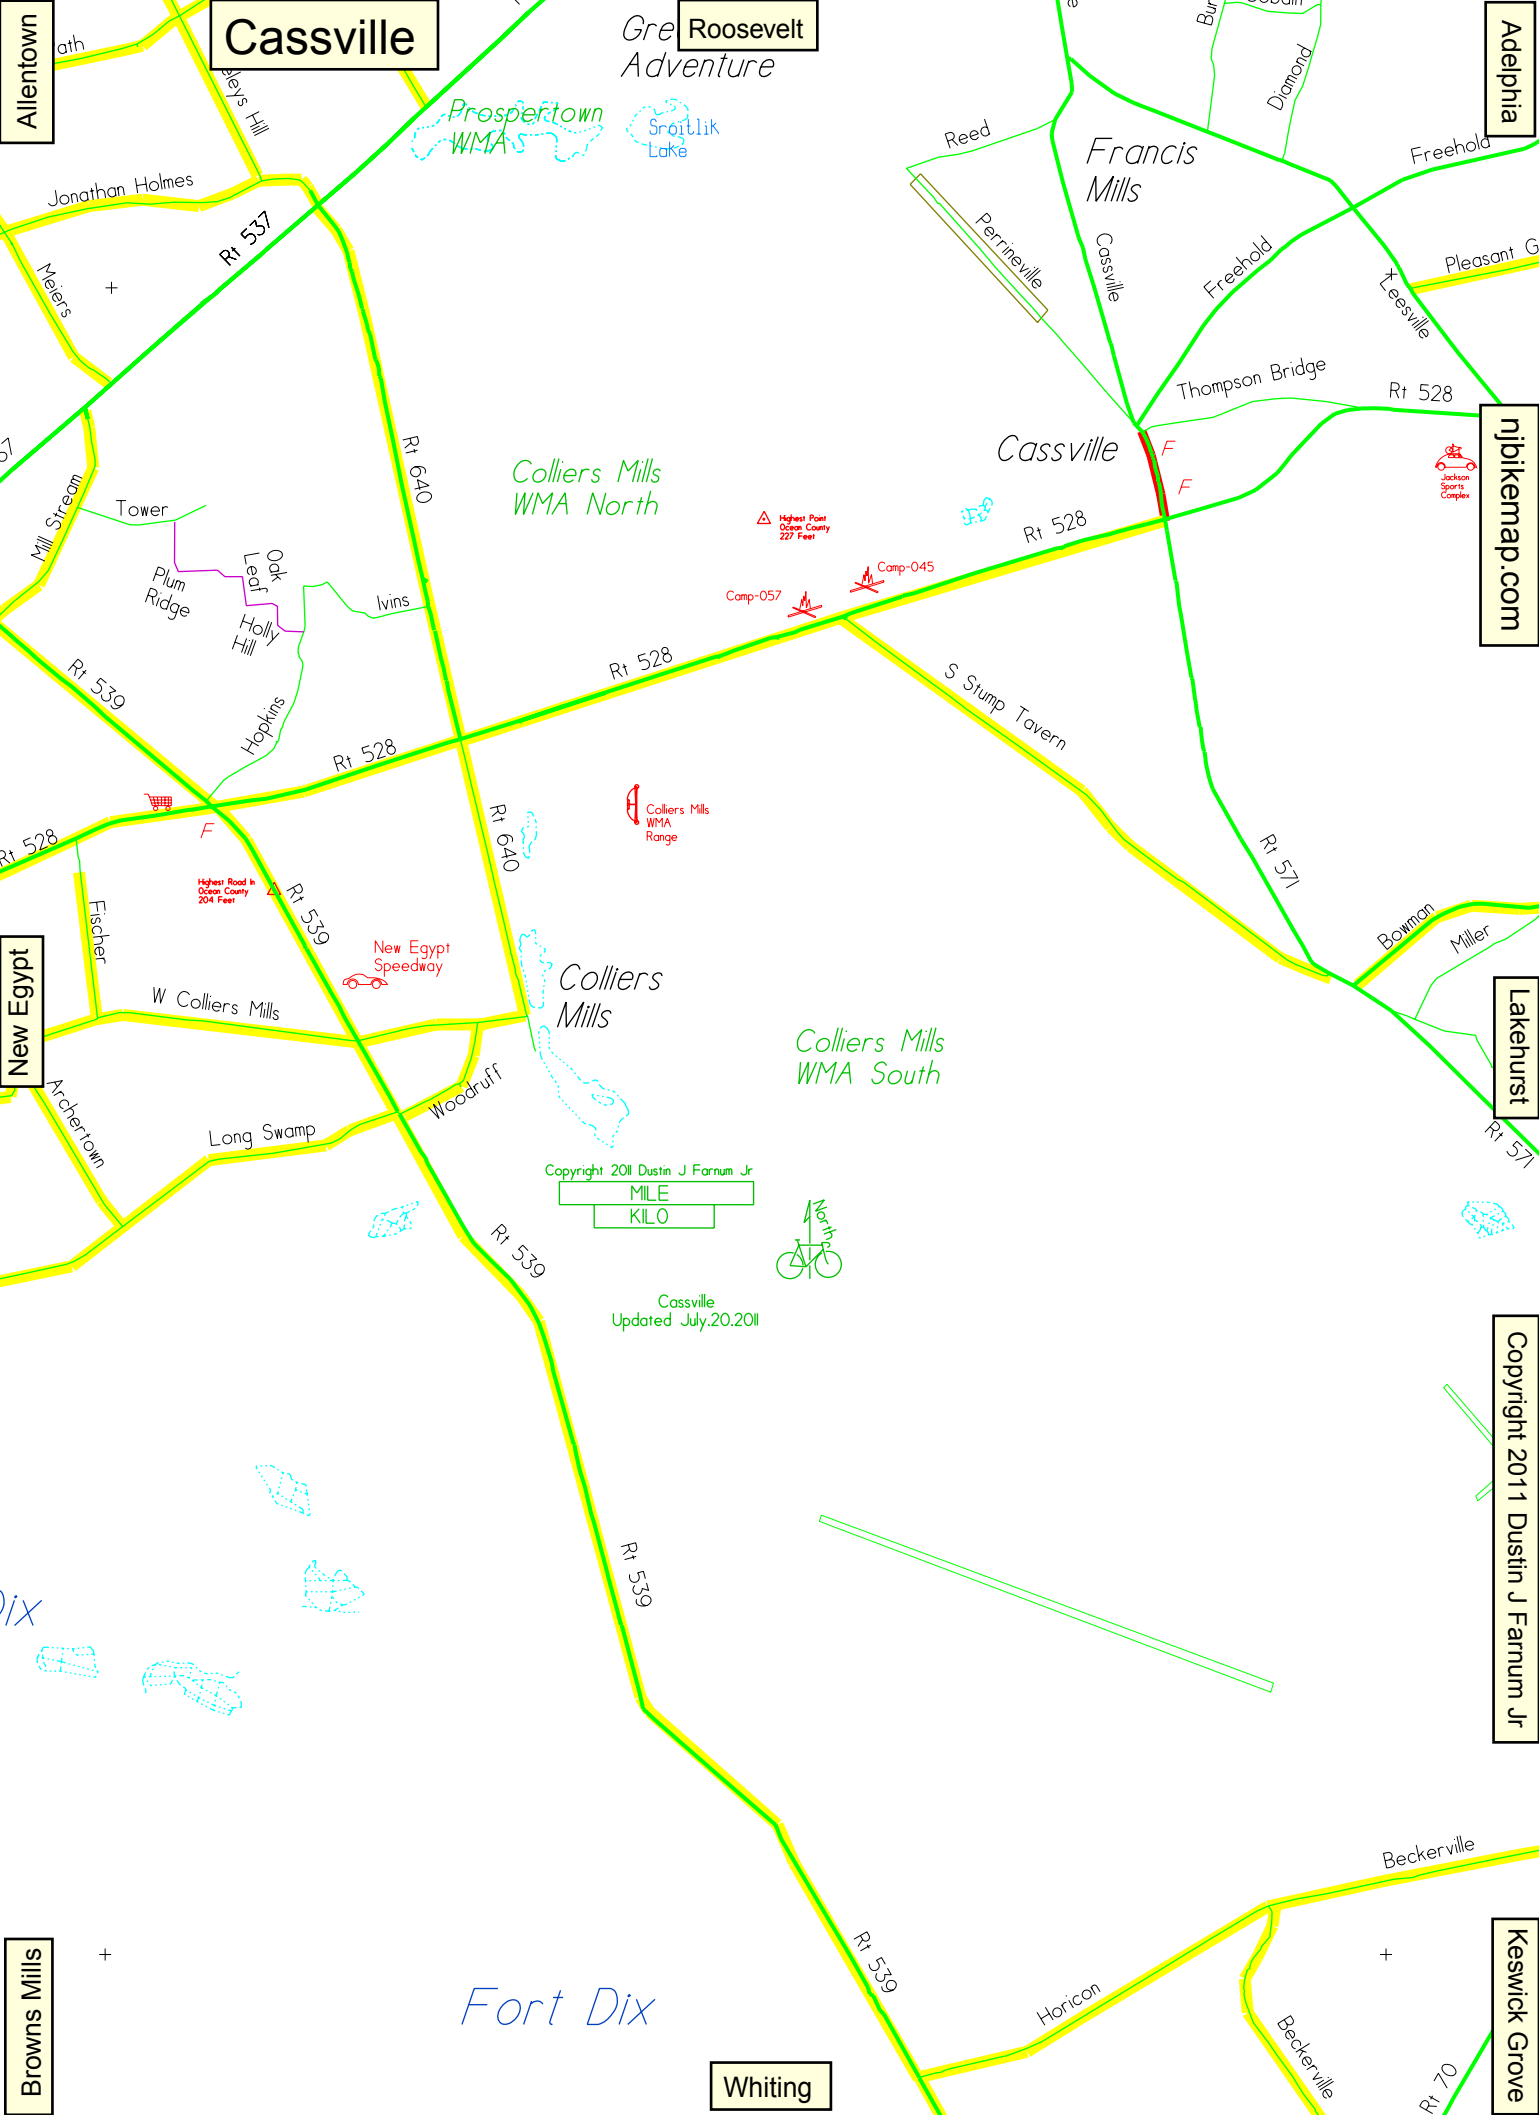 Allentown
Cassville
Roosevelt
Adelphia
Adventure
Prospertown
WMA
Sroitlik
Lake
Diamond
Reed
Francis
Mills
Freehold
Jonathan Holmes
Rt 537
Meiers
Perrineville
Cassville
Freehold
Leesville
Thompson Bridge
Rt 528
njbikemap.com
Cassville
F
F
Jackson
Sports
Complex
Rt 640
Colliers Mills
WMA North
Mill Stream
Tower
Highest Point
Ocean County
227 Feet
Rt 528
Camp-045
Camp-057
Oak
Leaf
Plum
Ridge
Holly
Hill
Ivins
Rt 539
Hopkins
Rt 528
Rt 528
S Stump Tavern
Rt 528
F
Rt 640
Colliers Mills
WMA
Range
Rt 571
Highest Road In
Ocean County
204 Feet
Rt 539
Fischer
New Egypt
Speedway
Bowman
Miller
New Egypt
W Colliers Mills
Colliers
Mills
Colliers Mills
WMA South
Lakehurst
Archertown
Long Swamp
Woodruff
Rt 571
Copyright 2011 Dustin J Farnum Jr
MILE
KILO
North
Rt 539
Cassville
Updated July.20.2011
Copyright 2011 Dustin J Farnum Jr
Rt 539
Beckerville
Rt 539
Horicon
Beckerville
Rt 70
Keswick Grove
Browns Mills
Fort Dix
Whiting